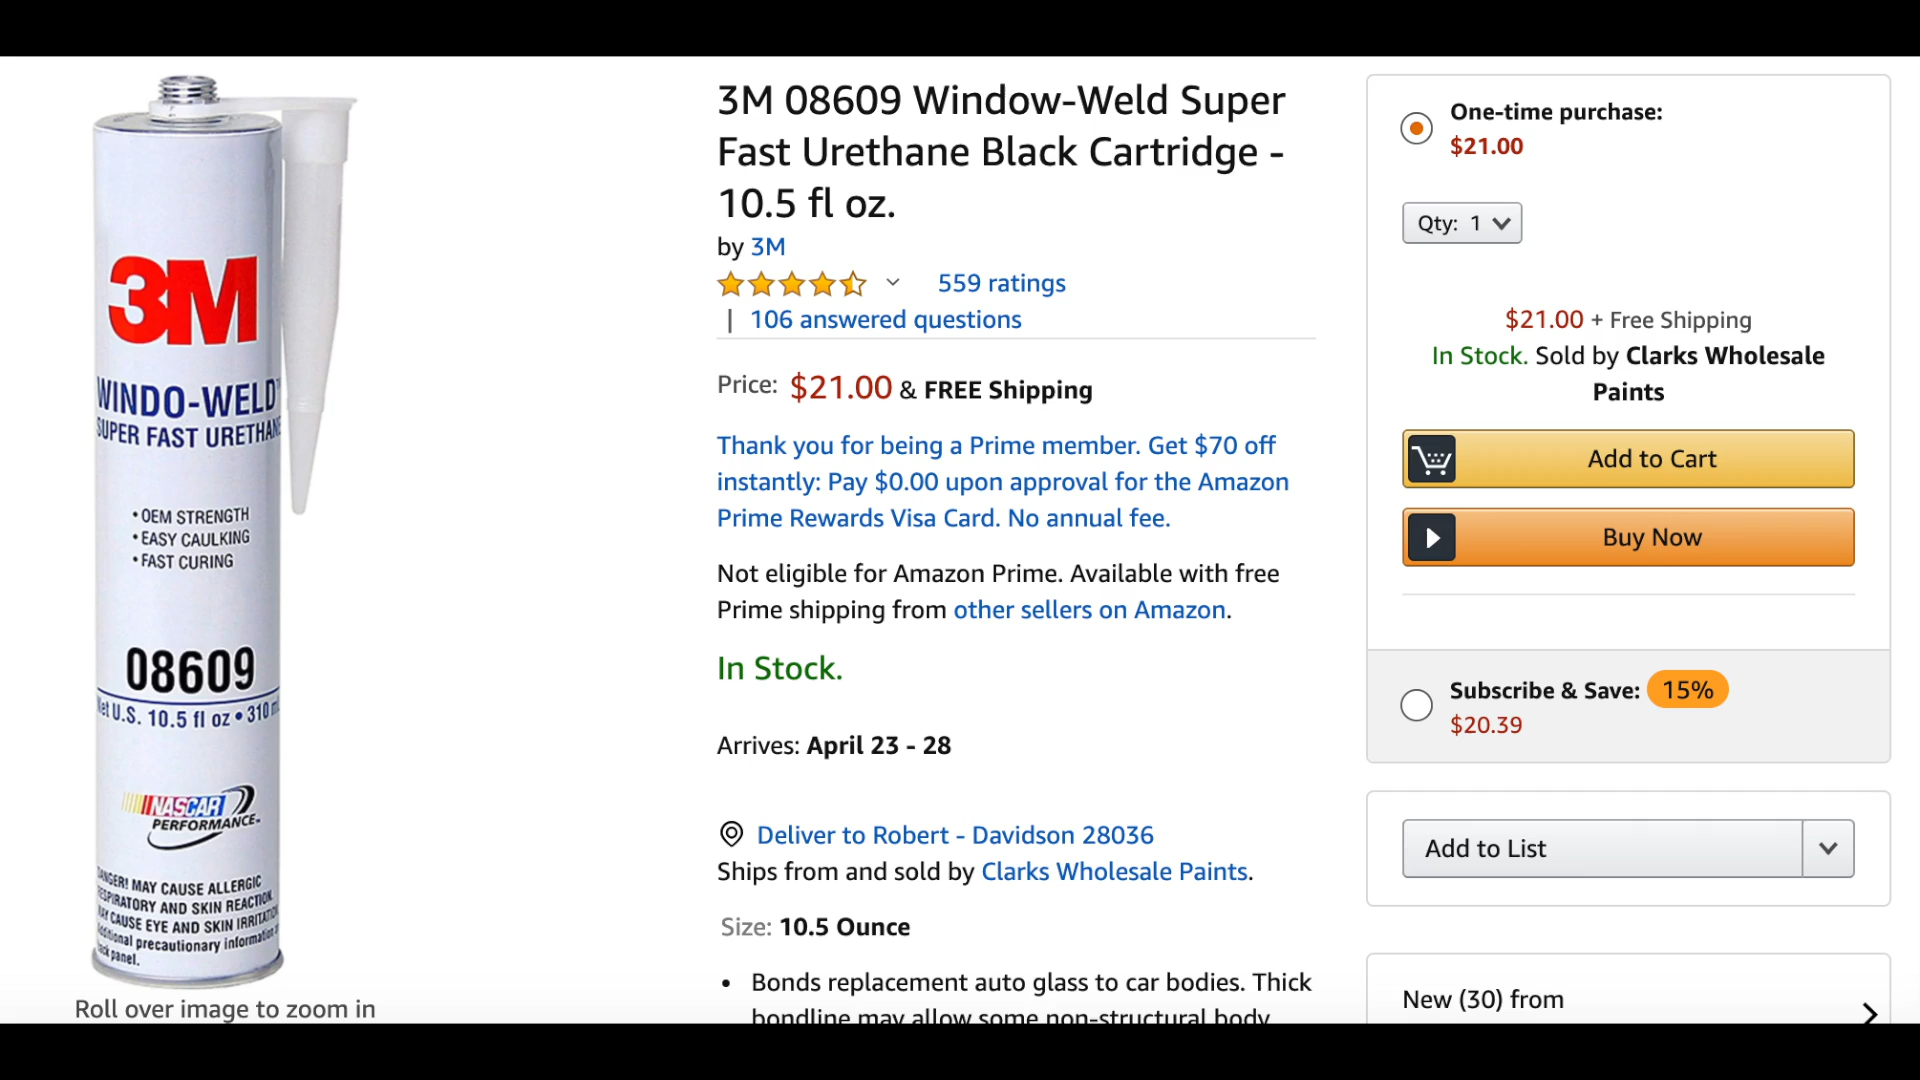 3M
WINDO-WELD
SUPER FAST URETHANE
• OEM STRENGTH
• EASY CAULKING
• FAST CURING
08609
U.S. 10.5 fl oz • 310
NASCAR
PERFORMANCE
MAY CAUSE ALLERGIC
AND SKIN REACTION.
CAUSE EYE AND SKIN
precautionary information
panel.
Roll over image to zoom in
3M 08609 Window-Weld Super
Fast Urethane Black Cartridge -
10.5 fl oz.
by 3M
559 ratings
| 106 answered questions
Price: $21.00 & FREE Shipping
Thank you for being a Prime member. Get $70 off
instantly: Pay $0.00 upon approval for the Amazon
Prime Rewards Visa Card. No annual fee.
Not eligible for Amazon Prime. Available with free
Prime shipping from other sellers on Amazon.
In Stock.
Arrives: April 23 - 28
Deliver to Robert - Davidson 28036
Ships from and sold by Clarks Wholesale Paints.
Size: 10.5 Ounce
• Bonds replacement auto glass to car bodies. Thick
bondline may allow some non-structural body
One-time purchase:
$21.00
Qty: 1
$21.00 + Free Shipping
In Stock. Sold by Clarks Wholesale
Paints
Add to Cart
Buy Now
Subscribe & Save: 15%
$20.39
Add to List
New (30) from